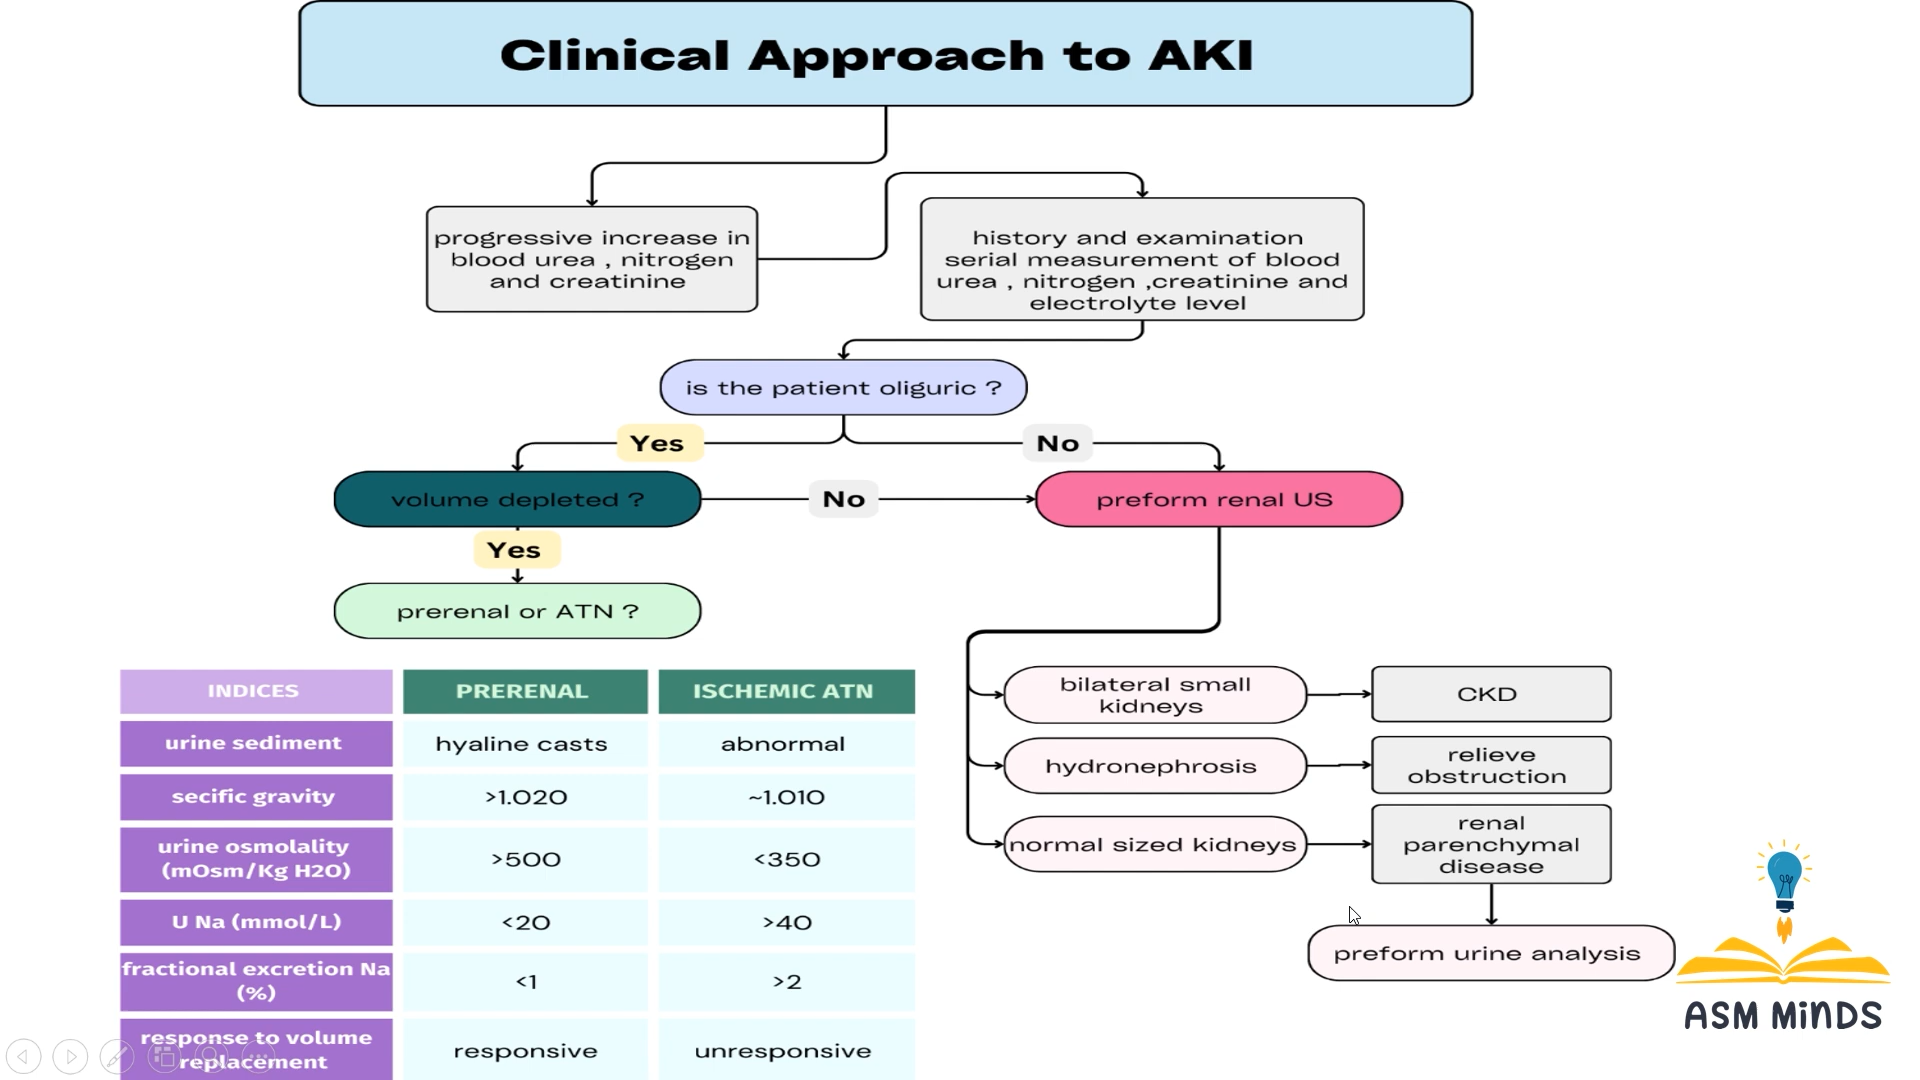 Clinical Approach to AKI
progressive increase in
blood urea , nitrogen
and creatinine
history and examination
serial measurement of blood
urea , nitrogen ,creatinine and
electrolyte level
is the patient oliguric ?
Yes
No
volume depleted ?
No
preform renal US
Yes
prerenal or ATN ?
INDICES
PRERENAL
ISCHEMIC ATN
urine sediment
hyaline casts
abnormal
secific gravity
>1.020
~1.010
urine osmolality
(mOsm/Kg H2O)
>500
<350
U Na (mmol/L)
<20
>40
fractional excretion Na
(%)
<1
>2
response to volume
replacement
responsive
unresponsive
bilateral small
kidneys
CKD
hydronephrosis
relieve
obstruction
normal sized kidneys
renal
parenchymal
disease
preform urine analysis
ASM MiNDS